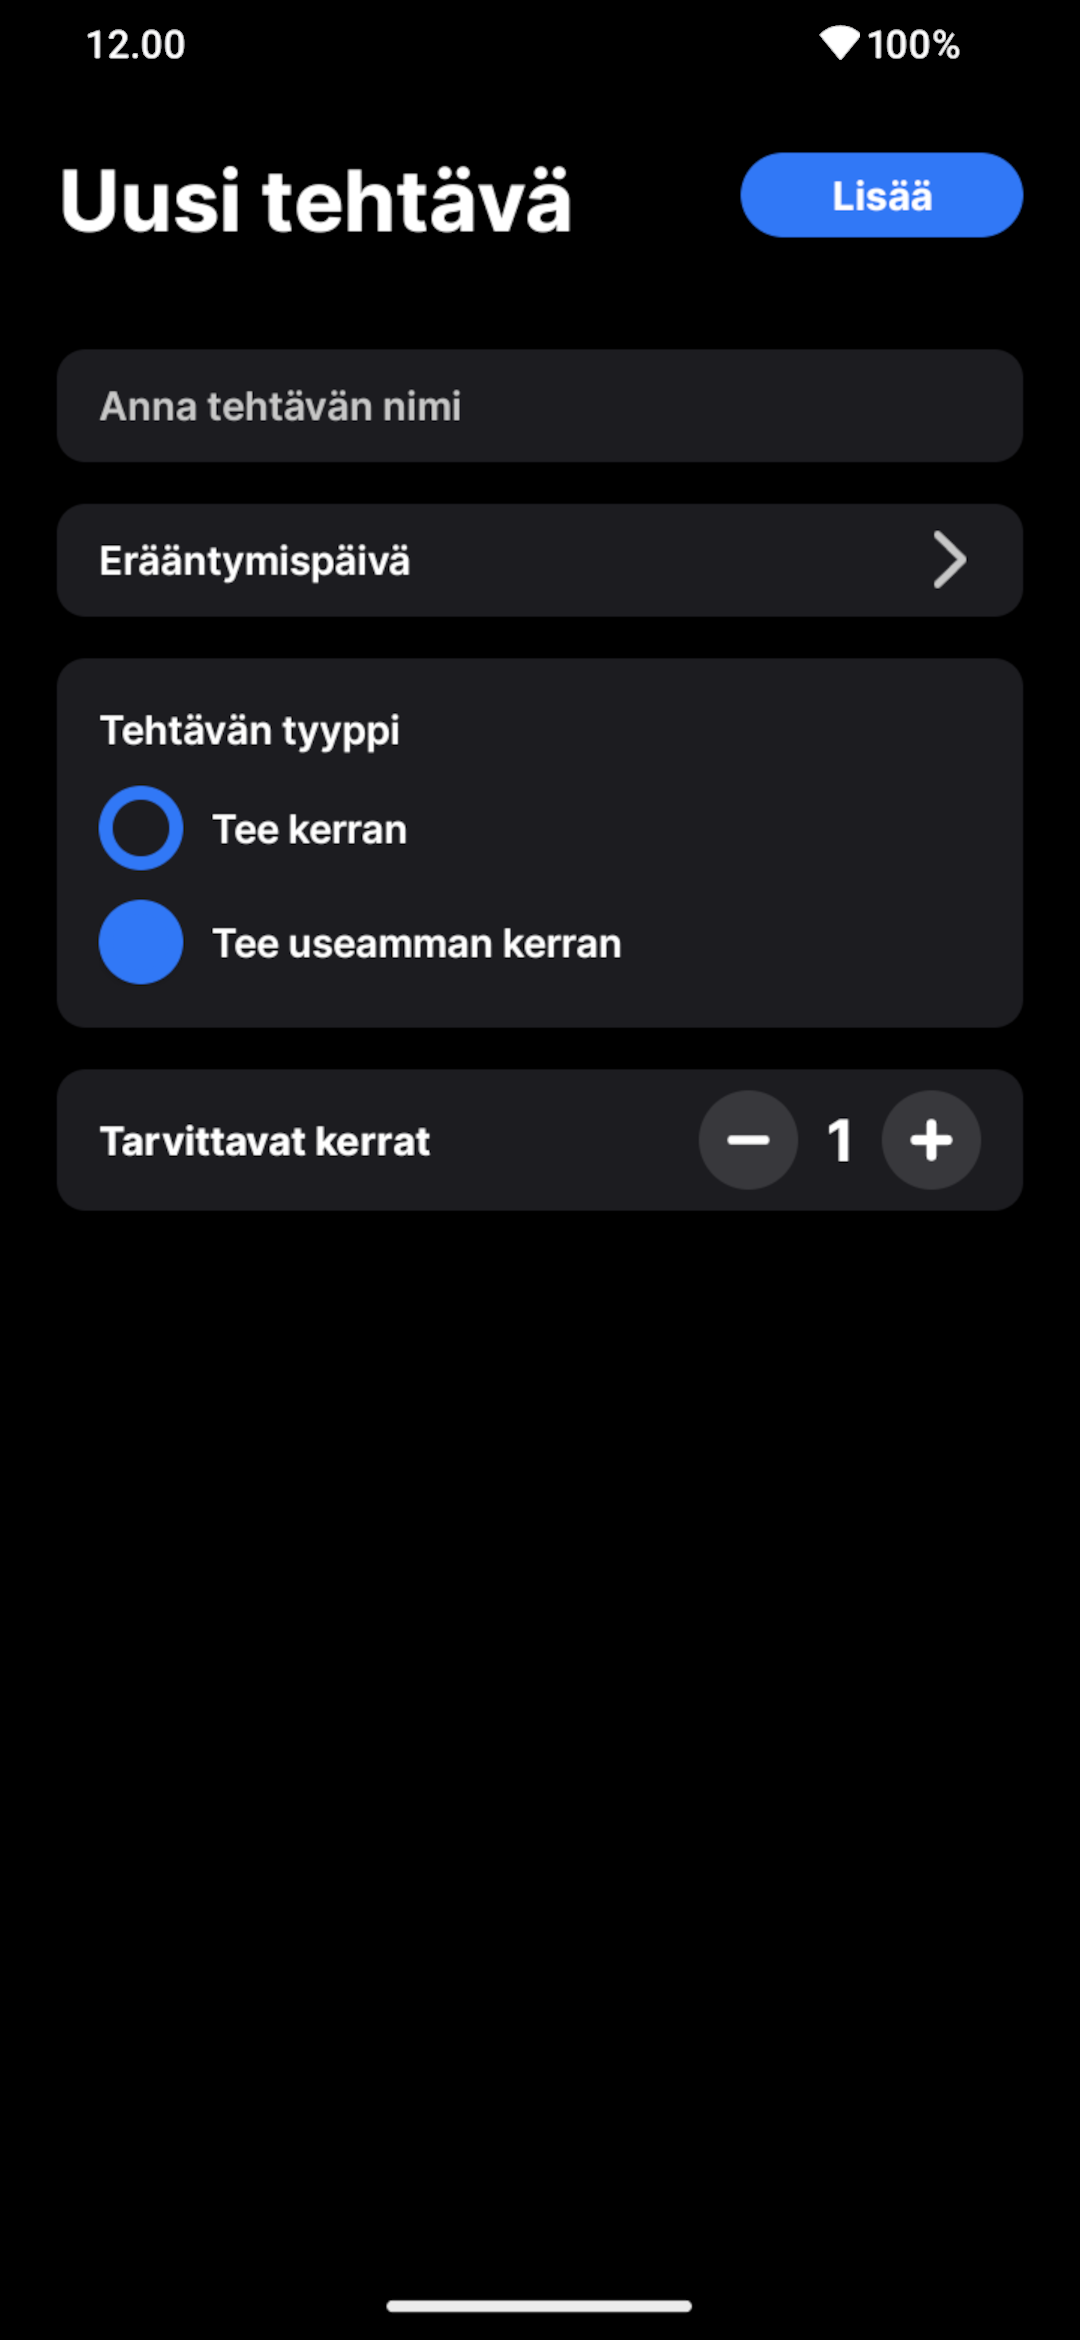 12.00
100%
Uusi tehtävä
Lisää
Anna tehtävän nimi
Erääntymispäivä
Tehtävän tyyppi
Tee kerran
Tee useamman kerran
Tarvittavat kerrat
1